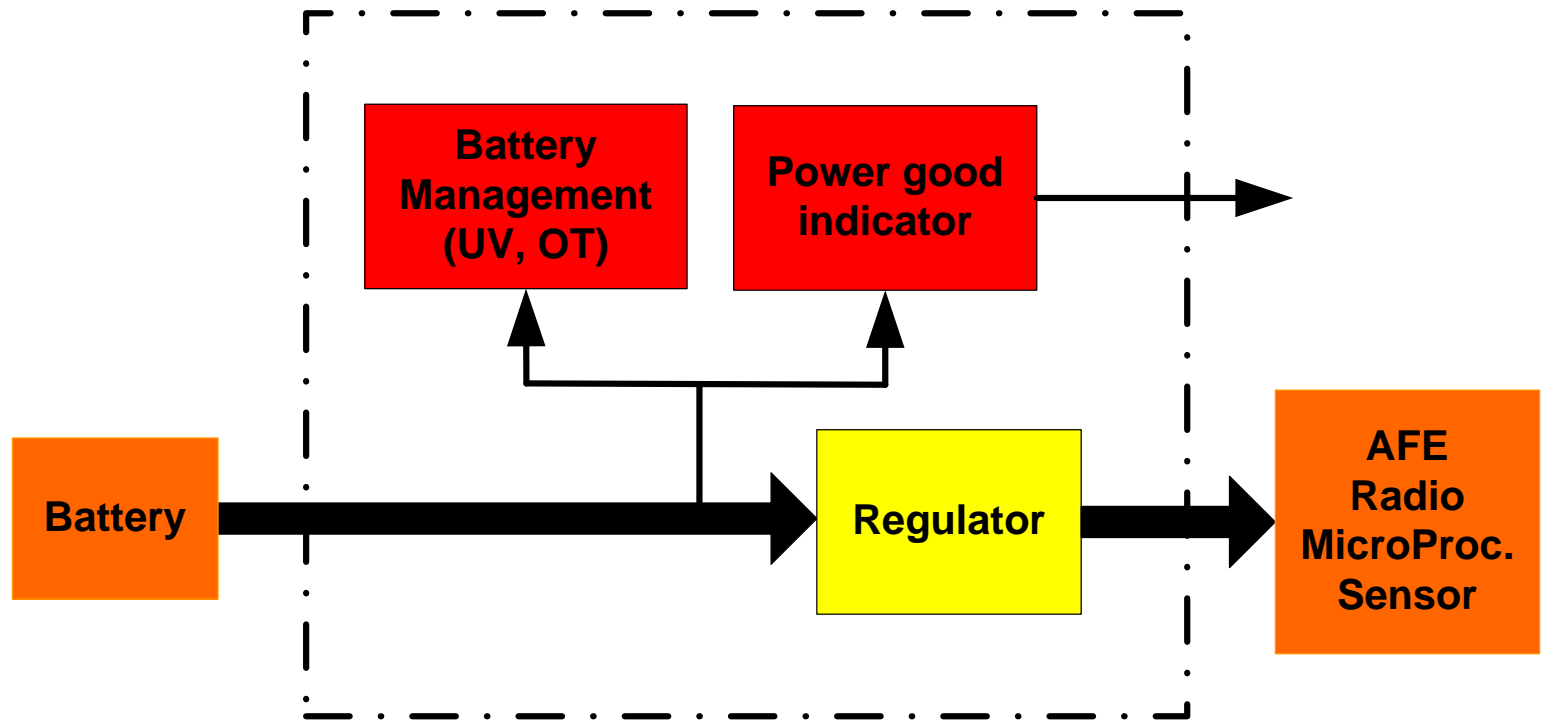 Battery
Management
(UV, OT)
Power good
indicator
Battery
Regulator
AFE
Radio
MicroProc.
Sensor